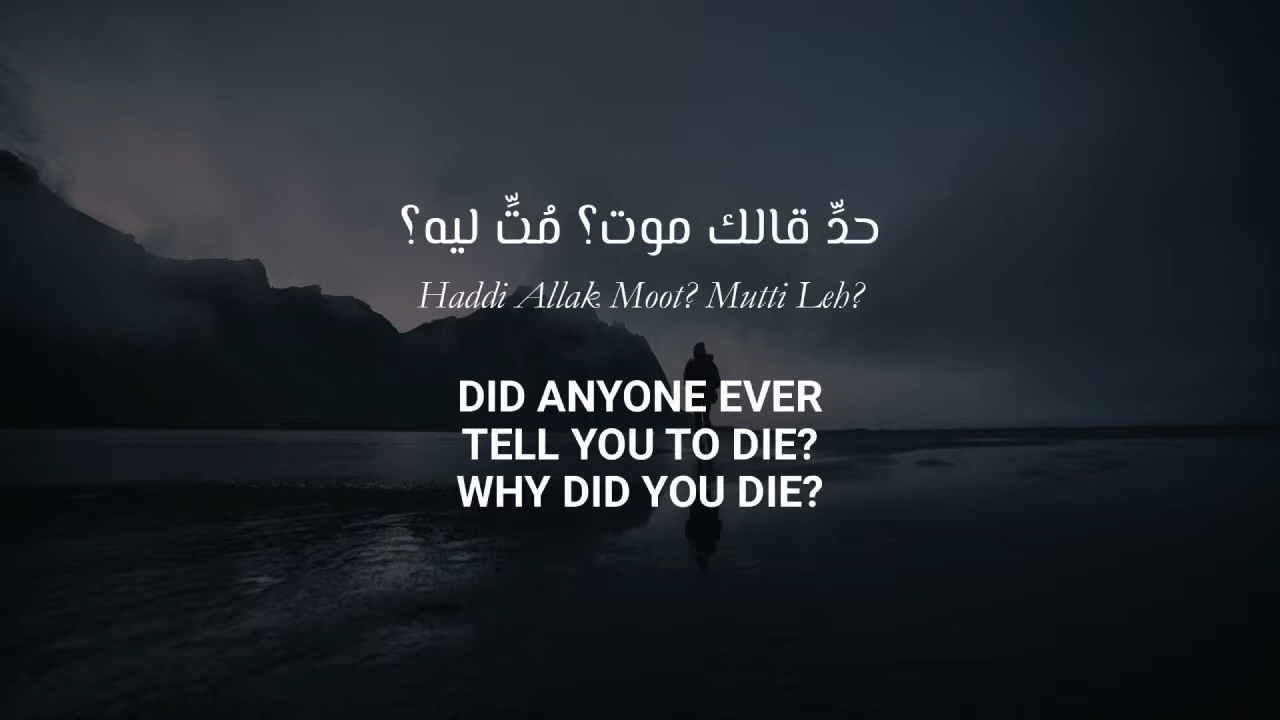 حدِّ قالك موت؟ مُتِّ ليه؟
Haddi Allak Moot? Mutti Leh?
DID ANYONE EVER
TELL YOU TO DIE?
WHY DID YOU DIE?